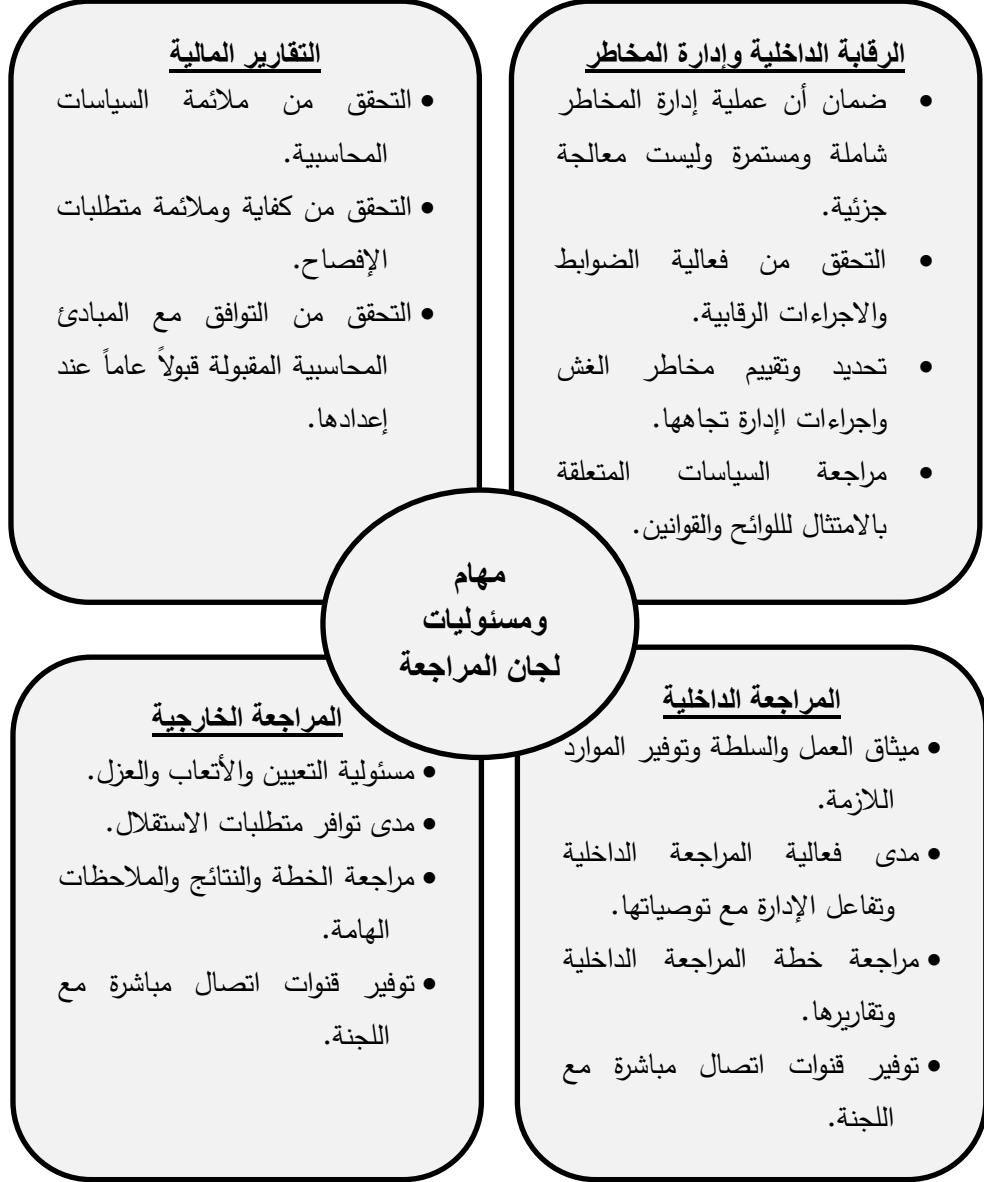 الرقابة الداخلية وإدارة المخاطر
• ضمان أن عملية إدارة المخاطر
شاملة ومستمرة وليست معالجة
جزئية.
• التحقق من فعالية الضوابط
والاجراءات الرقابية.
• تحديد وتقييم مخاطر الغش
واجراءات اإدارة تجاهها.
• مراجعة السياسات المتعلقة
بالامتثال لللوائح والقوانين.
التقارير المالية
• التحقق من ملائمة السياسات
المحاسبية.
• التحقق من كفاية وملائمة متطلبات
الإفصاح.
• التحقق من التوافق مع المبادئ
المحاسبية المقبولة قبولاً عاماً عند
إعدادها.
مهام
ومسئوليات
لجان المراجعة
المراجعة الداخلية
• ميثاق العمل والسلطة وتوفير الموارد
اللازمة.
• مدى فعالية المراجعة الداخلية
وتفاعل الإدارة مع توصياتها.
• مراجعة خطة المراجعة الداخلية
وتقاريرها.
• توفير قنوات اتصال مباشرة مع
اللجنة.
المراجعة الخارجية
• مسئولية التعيين والأتعاب والعزل.
• مدى توافر متطلبات الاستقلال.
• مراجعة الخطة والنتائج والملاحظات
الهامة.
• توفير قنوات اتصال مباشرة مع
اللجنة.